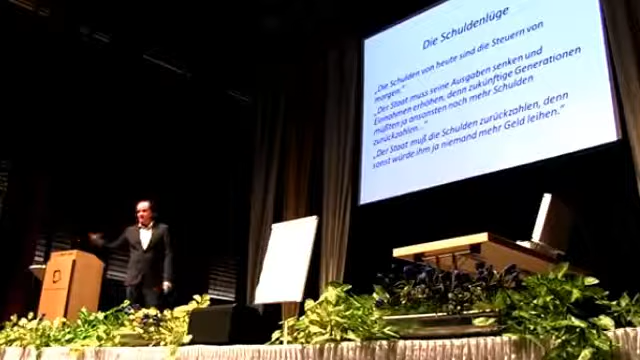 Die Schuldenlüge
„Die Schulden von heute sind die Steuern von
morgen.“
„Der Staat muss seine Ausgaben senken und
Einnahmen erhöhen, denn zukünftige Generationen
müßten ja ansonsten noch mehr Schulden
zurückzahlen...“
„Der Staat muß die Schulden zurückzahlen, denn
sonst würde ihm ja niemand mehr Geld leihen.“